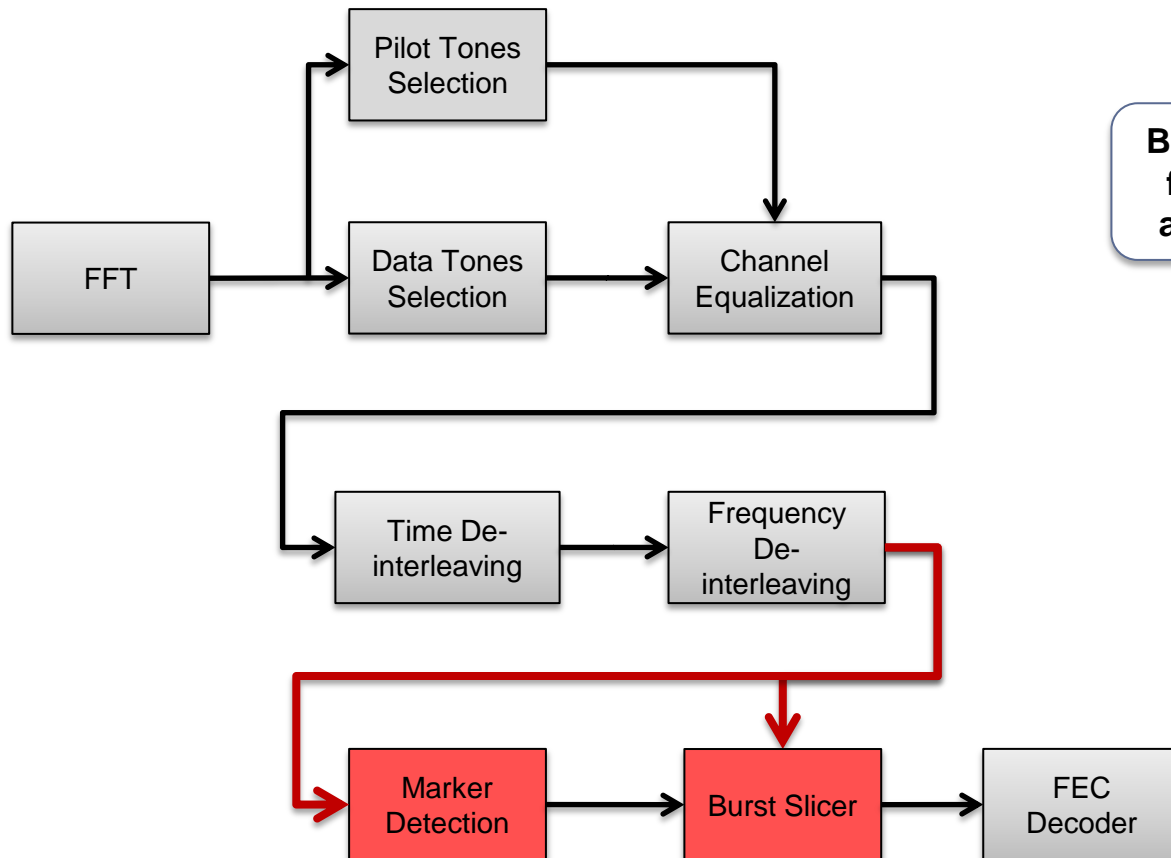 Pilot Tones
Selection
B
f
a
FFT
Data Tones
Selection
Channel
Equalization
Time De-
interleaving
Frequency
De-
interleaving
Marker
Detection
Burst Slicer
FEC
Decoder